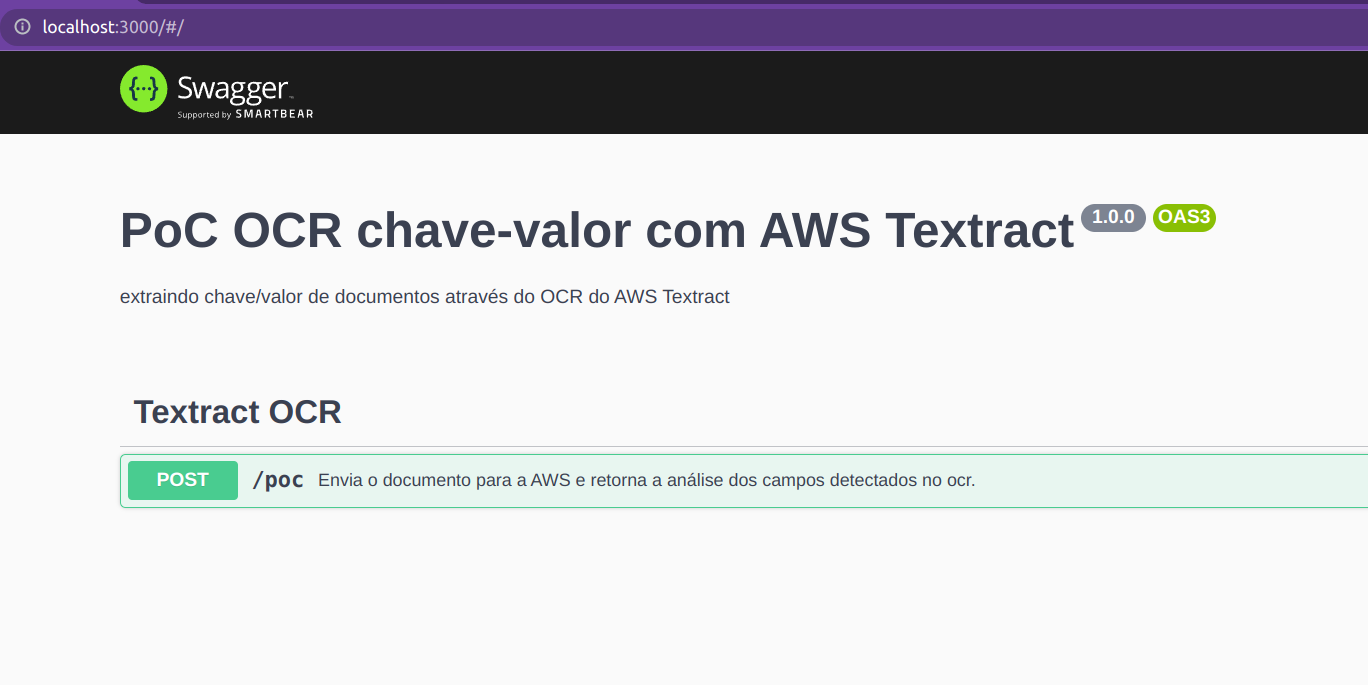 localhost:3000/#/
{···} Swagger™
Supported by SMARTBEAR
PoC OCR chave-valor com AWS Textract 1.0.0 OAS3
extraindo chave/valor de documentos através do OCR do AWS Textract
Textract OCR
POST /poc Envia o documento para a AWS e retorna a análise dos campos detectados no ocr.